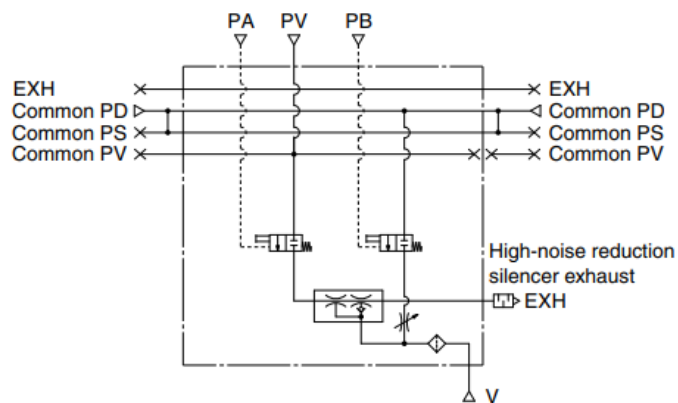 PA PV PB
EXH EXH
Common PD Common PD
Common PS Common PS
Common PV Common PV
High-noise reduction
silencer exhaust
EXH
V